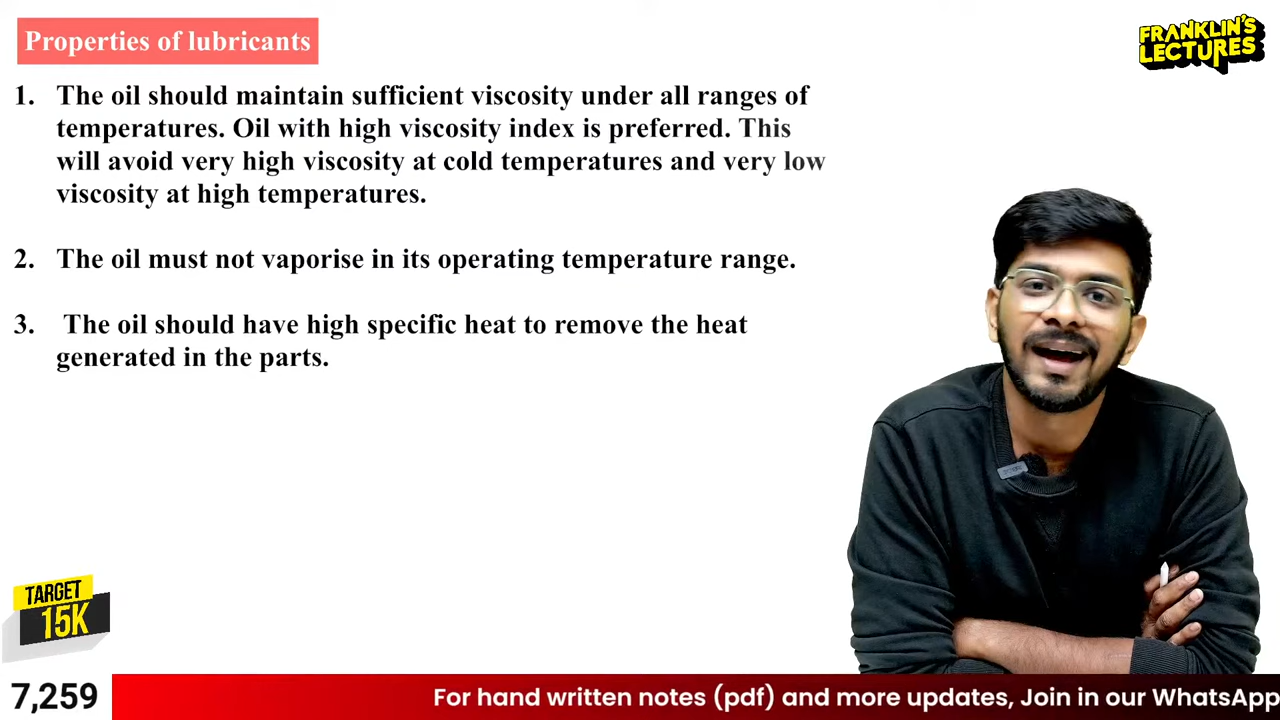 Properties of lubricants
FRANKLIN'S
LECTURES
1. The oil should maintain sufficient viscosity under all ranges of
temperatures. Oil with high viscosity index is preferred. This
will avoid very high viscosity at cold temperatures and very low
viscosity at high temperatures.
2. The oil must not vaporise in its operating temperature range.
3. The oil should have high specific heat to remove the heat
generated in the parts.
TARGET
15K
7,259
For hand written notes (pdf) and more updates, Join in our WhatsApp